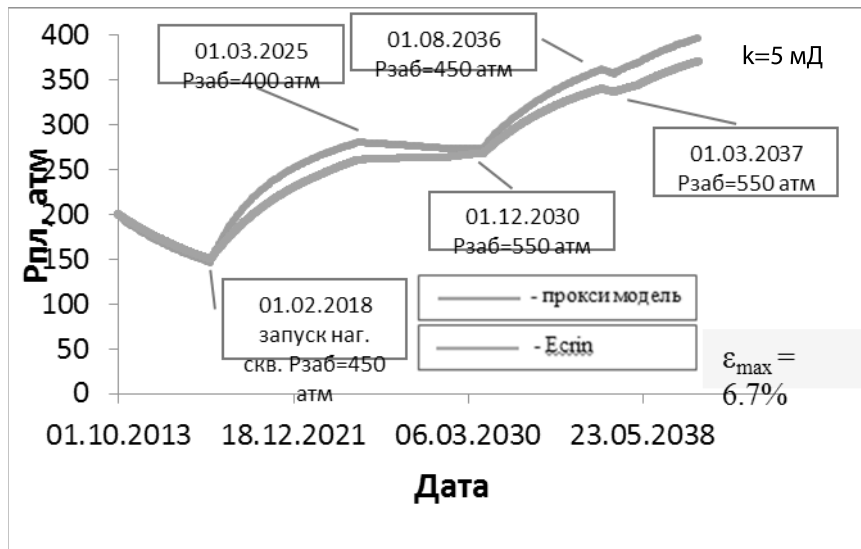 400
350
300
250
200
150
100
50
0
Рпл, атм
01.03.2025
Рзаб=400 атм
01.08.2036
Рзаб=450 атм
k=5 мД
01.03.2037
Рзаб=550 атм
01.12.2030
Рзаб=550 атм
01.02.2018
запуск наг.
скв. Рзаб=450
атм
- прокси модель
- Ecrin
εmax =
6.7%
01.10.2013
18.12.2021
06.03.2030
23.05.2038
Дата